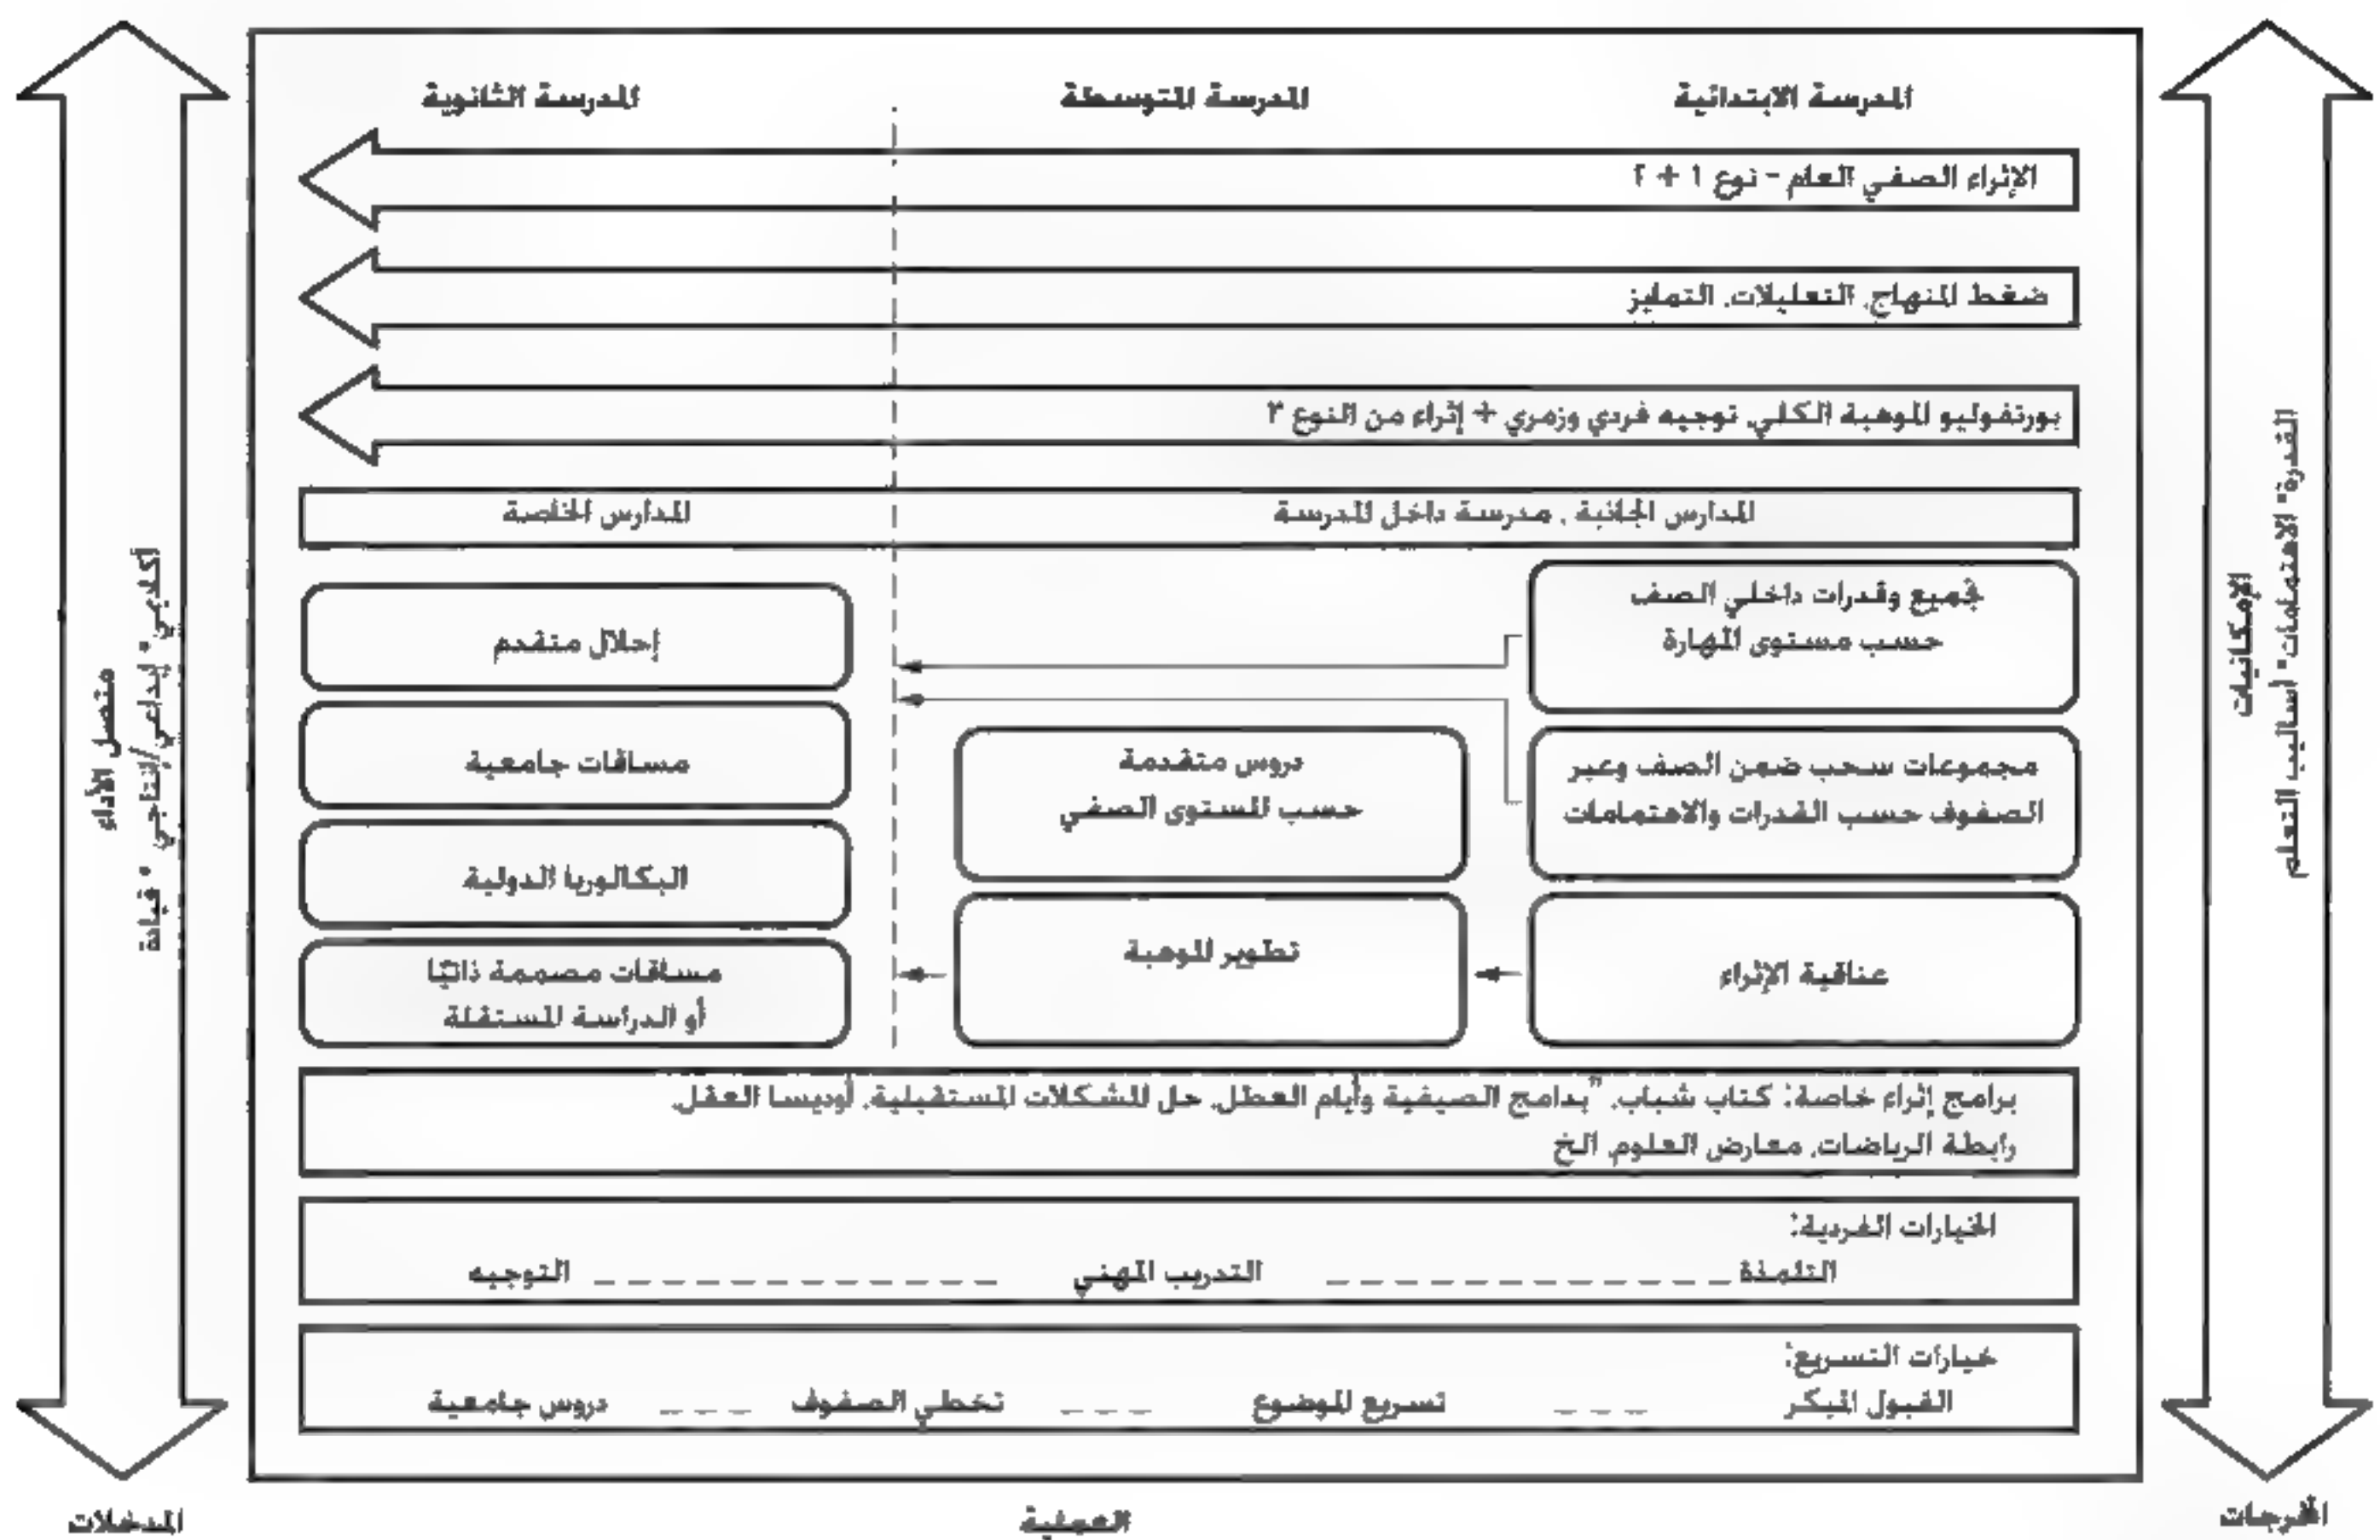 المدرسة الابتدائية
المدرسة المتوسطة
المدرسة الثانوية
الإثراء الصفي العام - نوع ١ + ٢
ضغط المنهاج. التعليلات. التمايز
بورتفوليو الموهبة الكلي. توجيه فردي وزمري + إثراء من النوع ٣
المدارس الجاذبة . مدرسة داخل المدرسة
المدارس الخاصة
تجميع وقدرات داخلي الصف
حسب مستوى المهارة
مجموعات سحب ضمن الصف وعبر
الصفوف حسب القدرات والاهتمامات
عناقية الإثراء
دروس متقدمة
حسب المستوى الصفي
تطوير الموهبة
إحلال متقدم
مساقات جامعية
البكالوريا الدولية
مساقات مصممة ذاتيًا
أو الدراسة المستقلة
برامج إثراء خاصة: كتاب شباب. "بدامج الصيفية وأيام العطل. حل المشكلات المستقبلية. أوديسا العقل.
رابطة الرياضات. معارض العلوم. الخ
الخيارات الفردية:
التلمذة _ _ _ التدريب المهني _ _ _ التوجيه
خيارات التسريع:
القبول المبكر _ _ _ تسريع الموضوع _ _ _ تخطي الصفوف _ _ _ دروس جامعية
الإمكانيات
القدرة* الاهتمامات* أساليب التعلم
متصل الأداء
أكاديمي* إبداعي/إنتاجي* قيادة
المخرجات
العملية
المدخلات